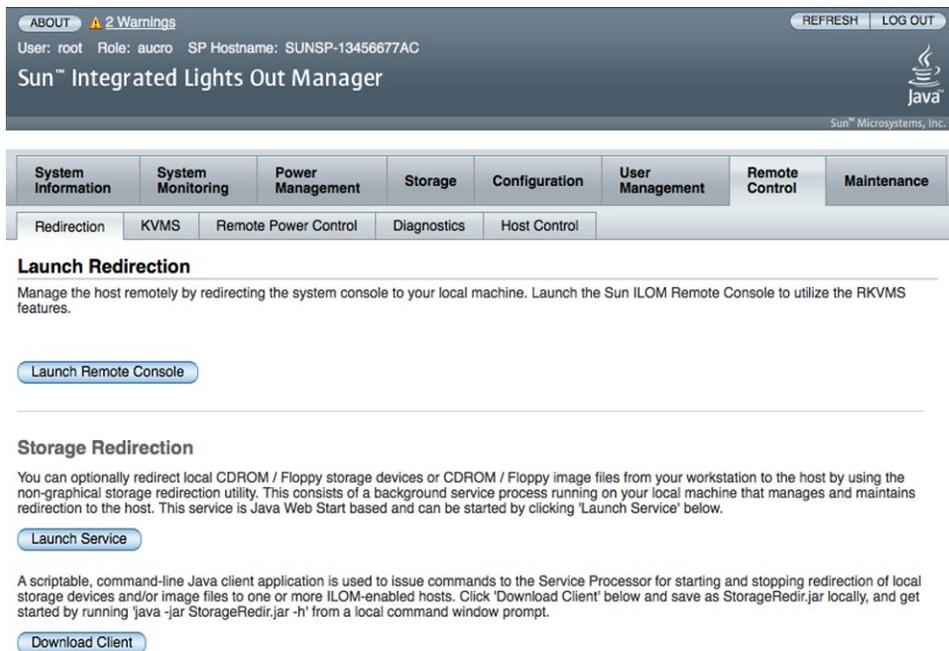 ABOUT 2 Warnings REFRESH LOG OUT
User: root Role: aucro SP Hostname: SUNSP-13456677AC
Sun™ Integrated Lights Out Manager
Java™
Sun™ Microsystems, Inc.
System Information System Monitoring Power Management Storage Configuration User Management Remote Control Maintenance
Redirection KVMS Remote Power Control Diagnostics Host Control
Launch Redirection
Manage the host remotely by redirecting the system console to your local machine. Launch the Sun ILOM Remote Console to utilize the RKVMS
features.
Launch Remote Console
Storage Redirection
You can optionally redirect local CDROM / Floppy storage devices or CDROM / Floppy image files from your workstation to the host by using the
non-graphical storage redirection utility. This consists of a background service process running on your local machine that manages and maintains
redirection to the host. This service is Java Web Start based and can be started by clicking 'Launch Service' below.
Launch Service
A scriptable, command-line Java client application is used to issue commands to the Service Processor for starting and stopping redirection of local
storage devices and/or image files to one or more ILOM-enabled hosts. Click 'Download Client' below and save as StorageRedir.jar locally, and get
started by running 'java -jar StorageRedir.jar -h' from a local command window prompt.
Download Client